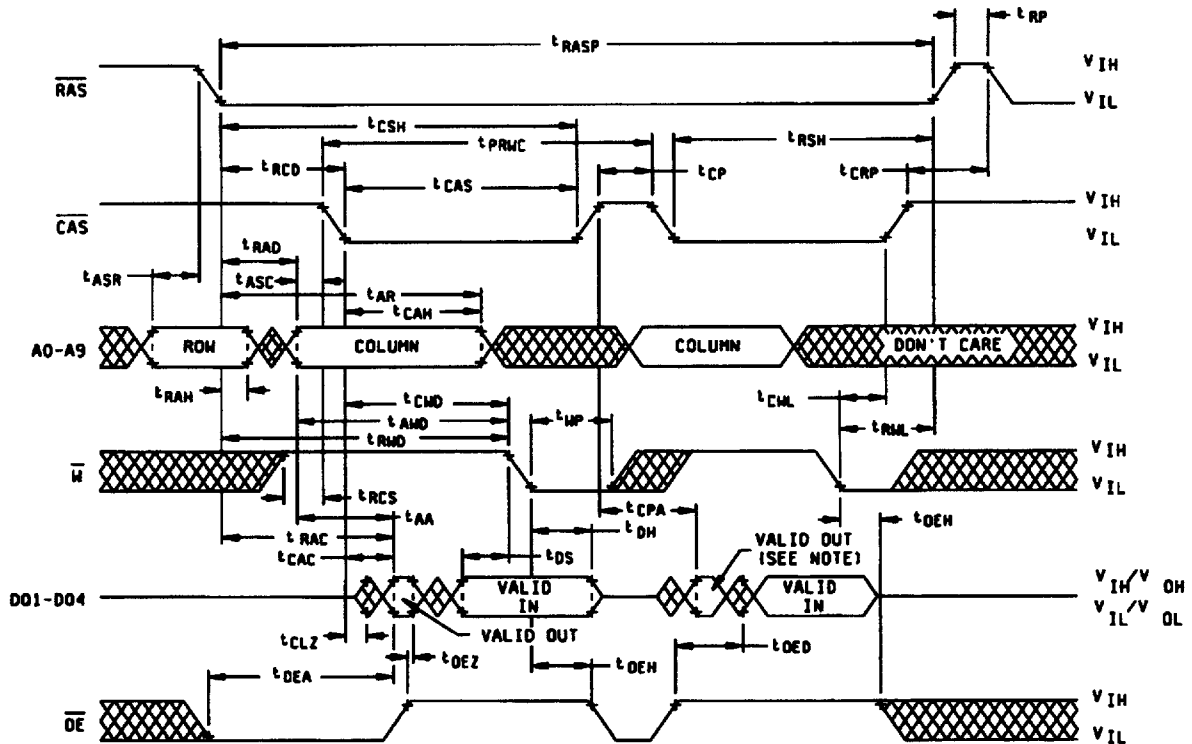 tRP
tRASP
RAS
VIH
VIL
tCSH
tPRWC
tRSH
tRCD
tCP
tCRP
tCAS
CAS
VIH
VIL
tRAD
tASR
tASC
tAR
tCAH
A0-A9
ROW
COLUMN
COLUMN
DON'T CARE
VIH
VIL
tRAH
tCWD
tWP
tCWL
tAWD
tRWL
tRWD
W
VIH
VIL
tRCS
tCPA
tOEH
tAA
tDH
tRAC
VALID OUT
(SEE NOTE)
tCAC
tDS
DO1-DO4
VALID
IN
VALID
IN
VIH/VOH
VIL/VOL
VALID OUT
tCLZ
tOEZ
tOEH
tOED
tOEA
OE
VIH
VIL